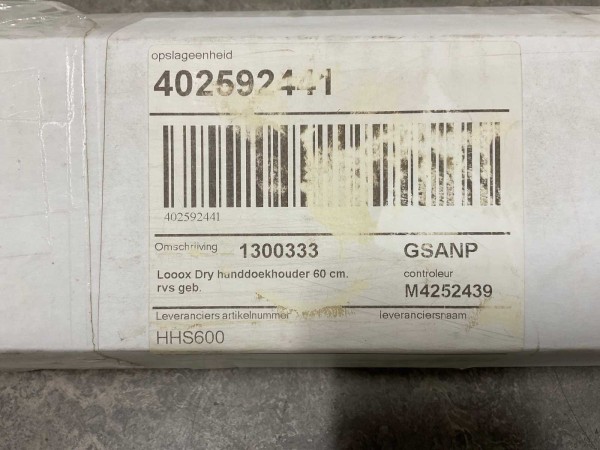 opslageenheid
402592441
402592441
Omschrijving 1300333 GSANP
Looox Dry handdoekhouder 60 cm. controleur
rvs geb. M4252439
Leveranciers artikelnummer leveranciersnaam
HHS600